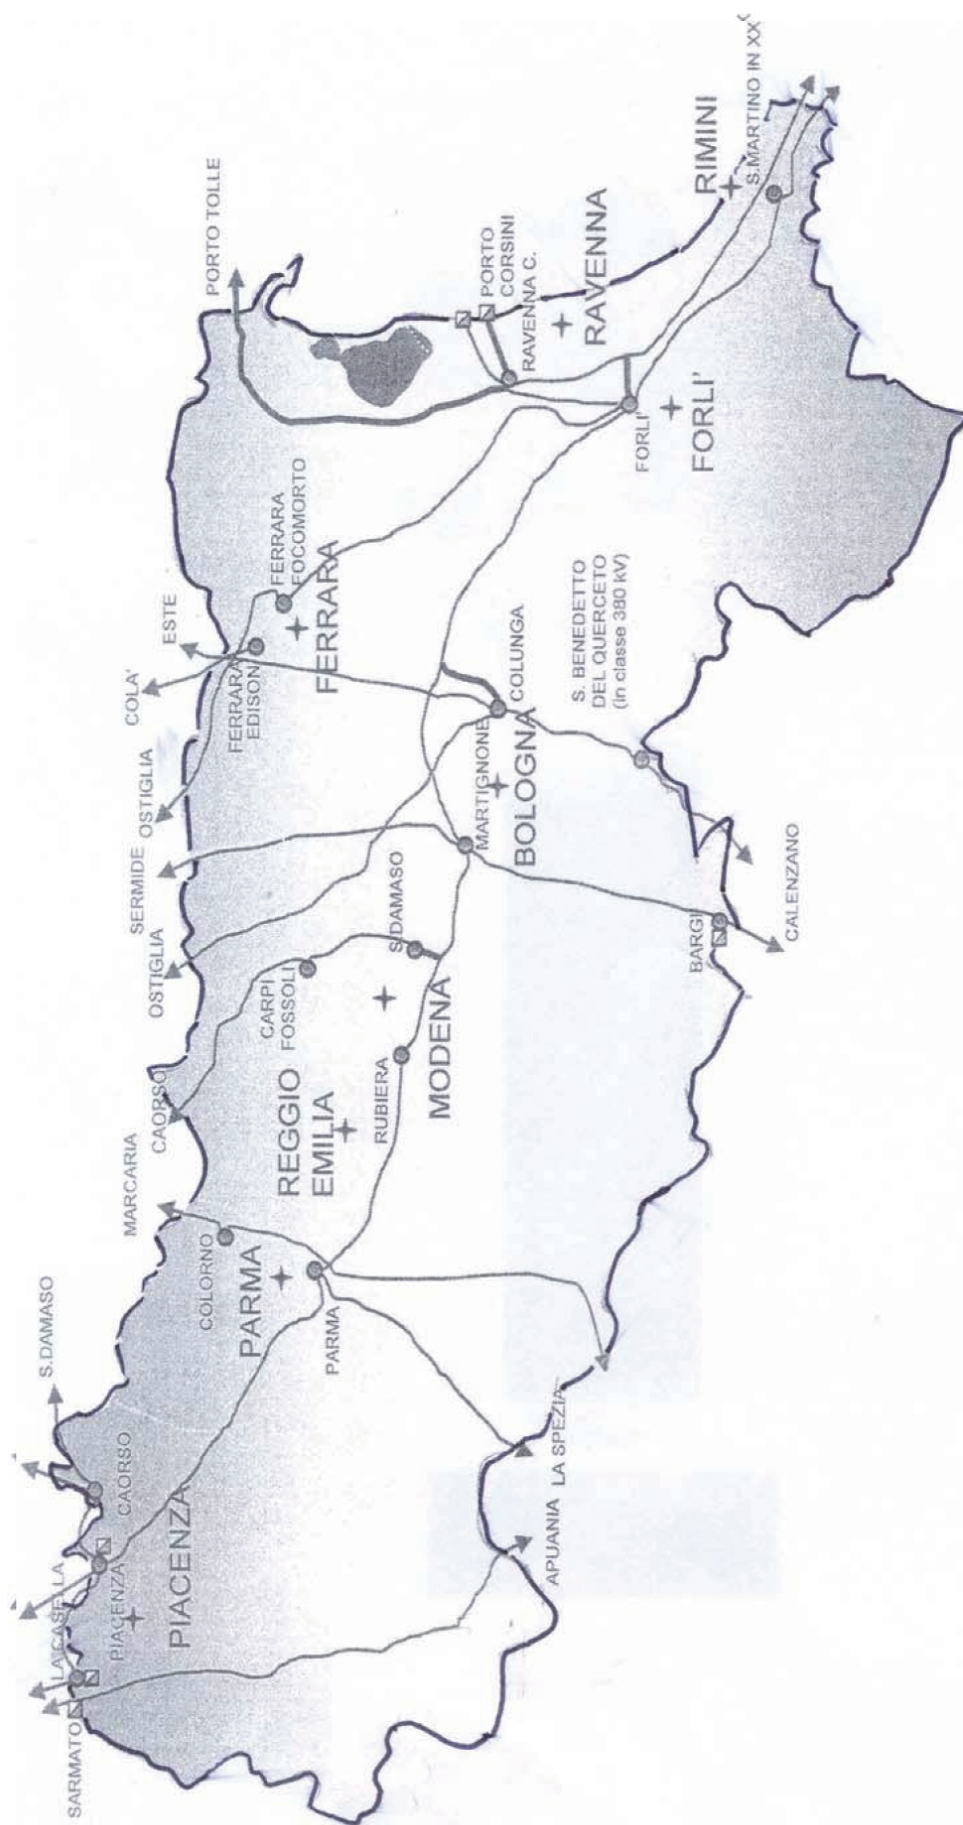 SARMATO
LA CASELLA
PIACENZA
PIACENZA
CAORSO
S.DAMASO
MARCARIA
COLORNO
PARMA
PARMA
APUANIA
LA SPEZIA
CAORSO
REGGIO
EMILIA
RUBIERA
MODENA
CARPI
FOSSOLI
S.DAMASO
OSTIGLIA
SERMIDE
OSTIGLIA
MARTIGNONE
BOLOGNA
COLUNGA
BARGI
CALENZANO
S. BENEDETTO
DEL QUERCETO
(in classe 380 kV)
COLA'
ESTE
FERRARA
EDISON
FERRARA
FERRARA
FOCOMORTO
PORTO TOLLE
PORTO
CORSINI
RAVENNA C.
RAVENNA
FORLI'
FORLI'
RIMINI
S.MARTINO IN XX